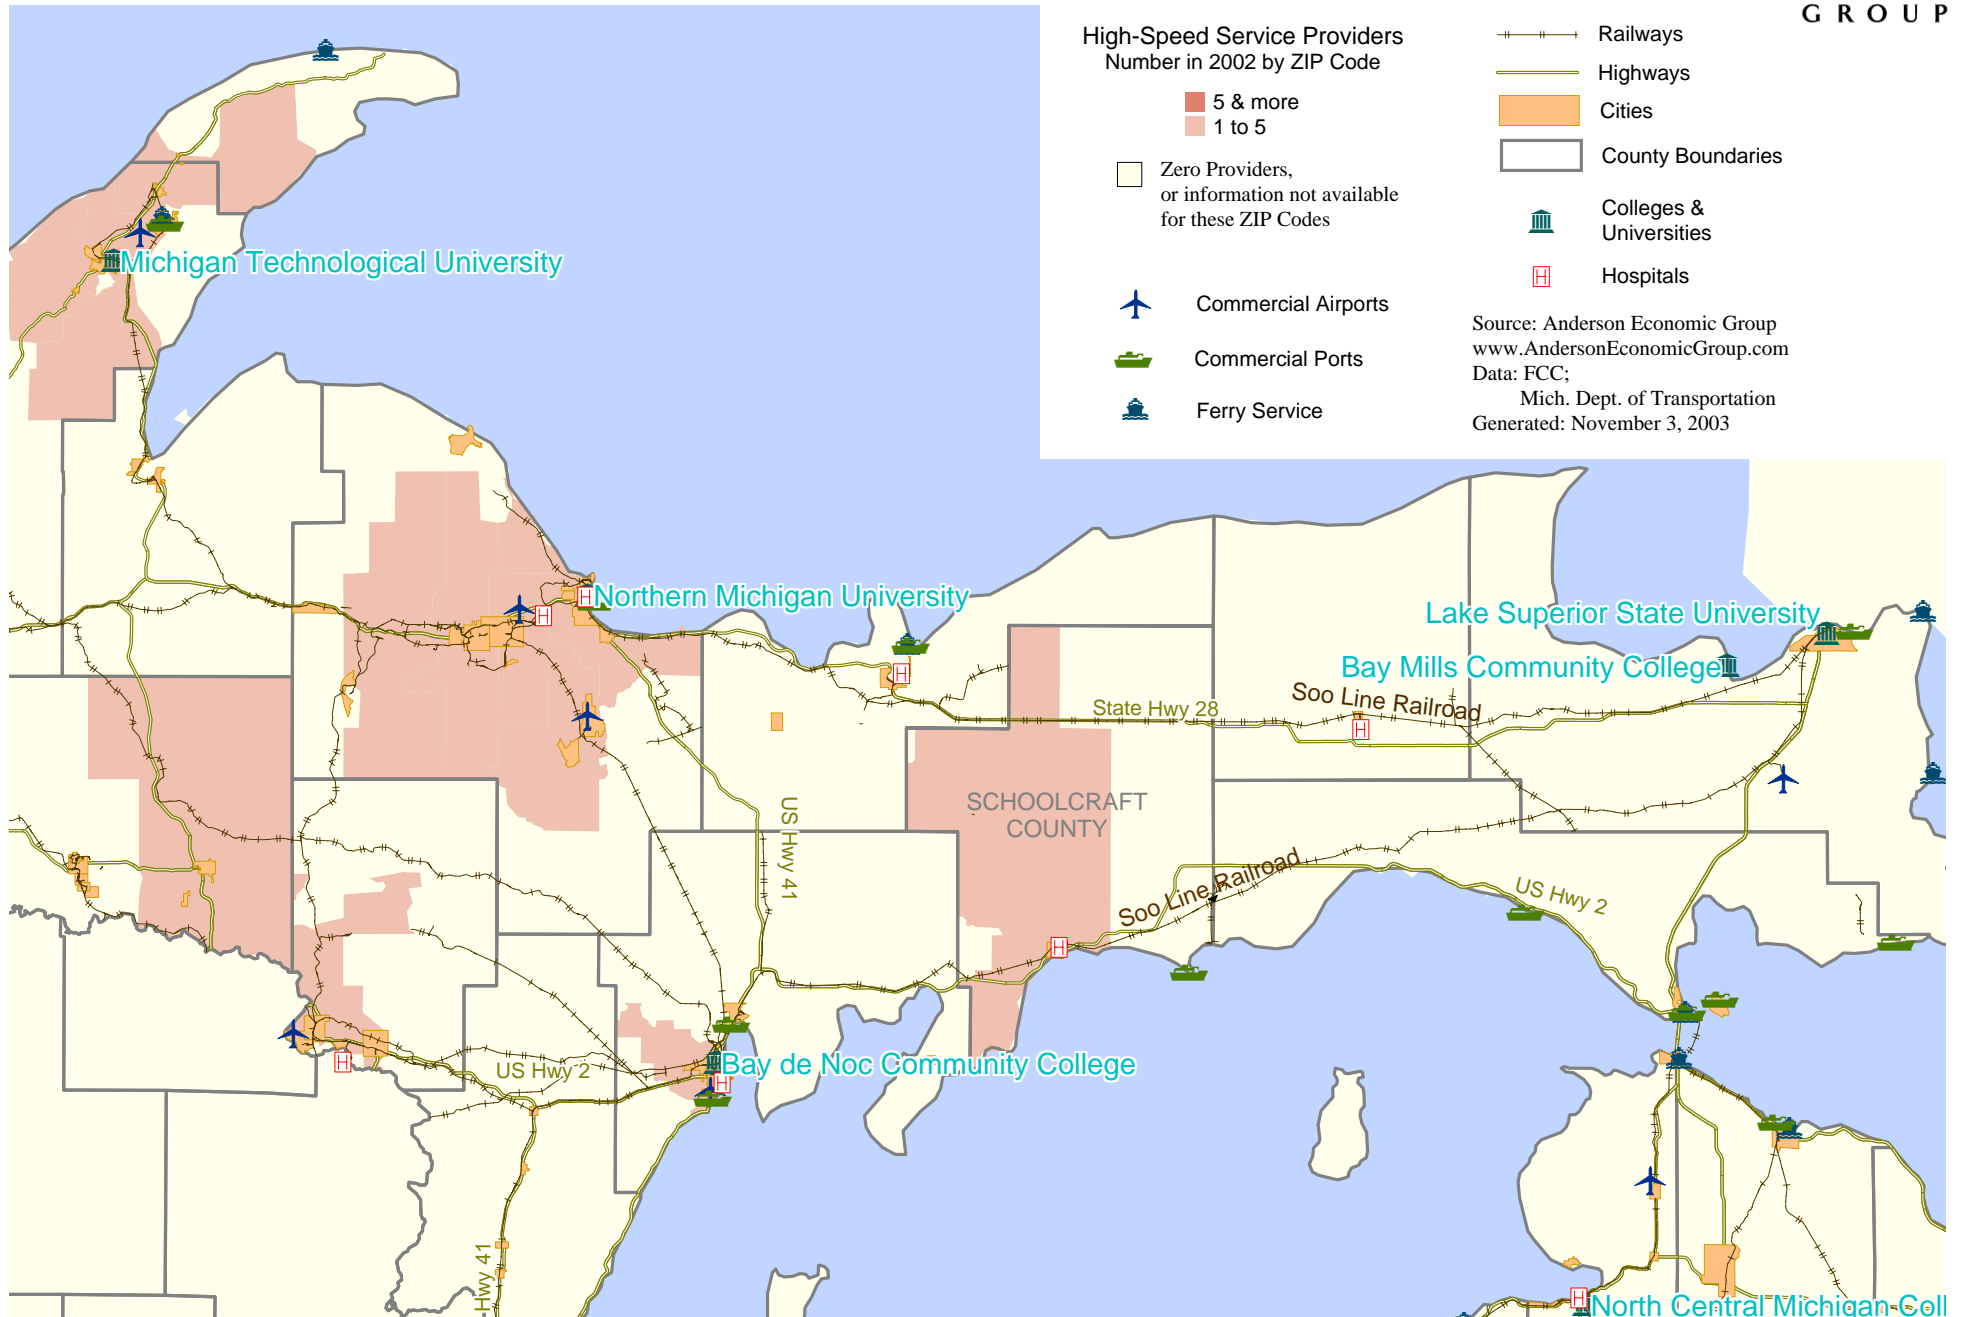 GROUP
High-Speed Service Providers
Number in 2002 by ZIP Code
5 & more
1 to 5
Zero Providers,
or information not available
for these ZIP Codes
Commercial Airports
Commercial Ports
Ferry Service
Railways
Highways
Cities
County Boundaries
Colleges &
Universities
H
Hospitals
Source: Anderson Economic Group
www.AndersonEconomicGroup.com
Data: FCC;
Mich. Dept. of Transportation
Generated: November 3, 2003
Michigan Technological University
H
H
Northern Michigan University
Lake Superior State University
Bay Mills Community College
H
Soo Line Railroad
State Hwy 28
H
SCHOOLCRAFT
COUNTY
US Hwy 41
Soo Line Railroad
US Hwy 2
H
H
Bay de Noc Community College
US Hwy 2
H
Hwy 41
H
North Central Michigan Coll